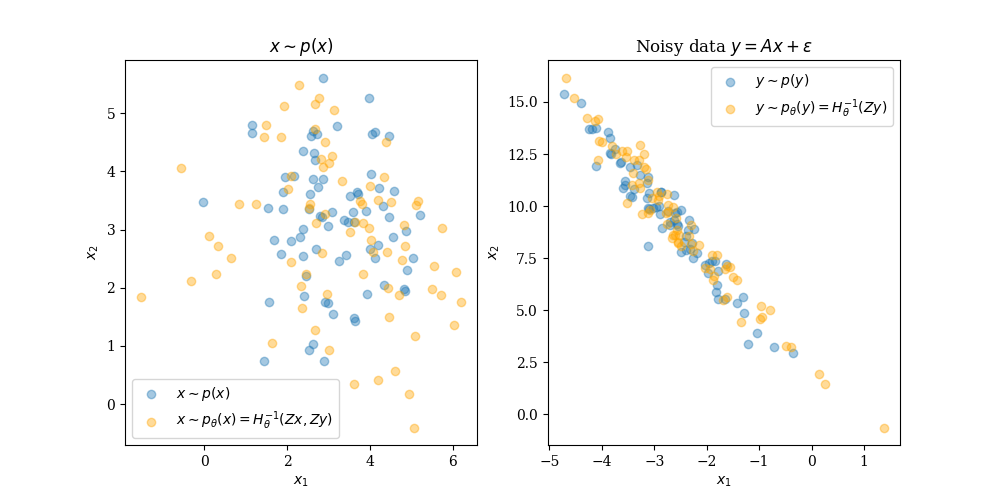 x ∼ p(x)
5
4
3
2
1
0
x₂
0
2
4
6
x₁
x ∼ p(x)
x ∼ p_θ(x) = H_θ⁻¹(Zx, Zy)
Noisy data y = Ax + ε
15.0
12.5
10.0
7.5
5.0
2.5
0.0
x₂
−5
−4
−3
−2
−1
0
1
x₁
y ∼ p(y)
y ∼ p_θ(y) = H_θ⁻¹(Zy)